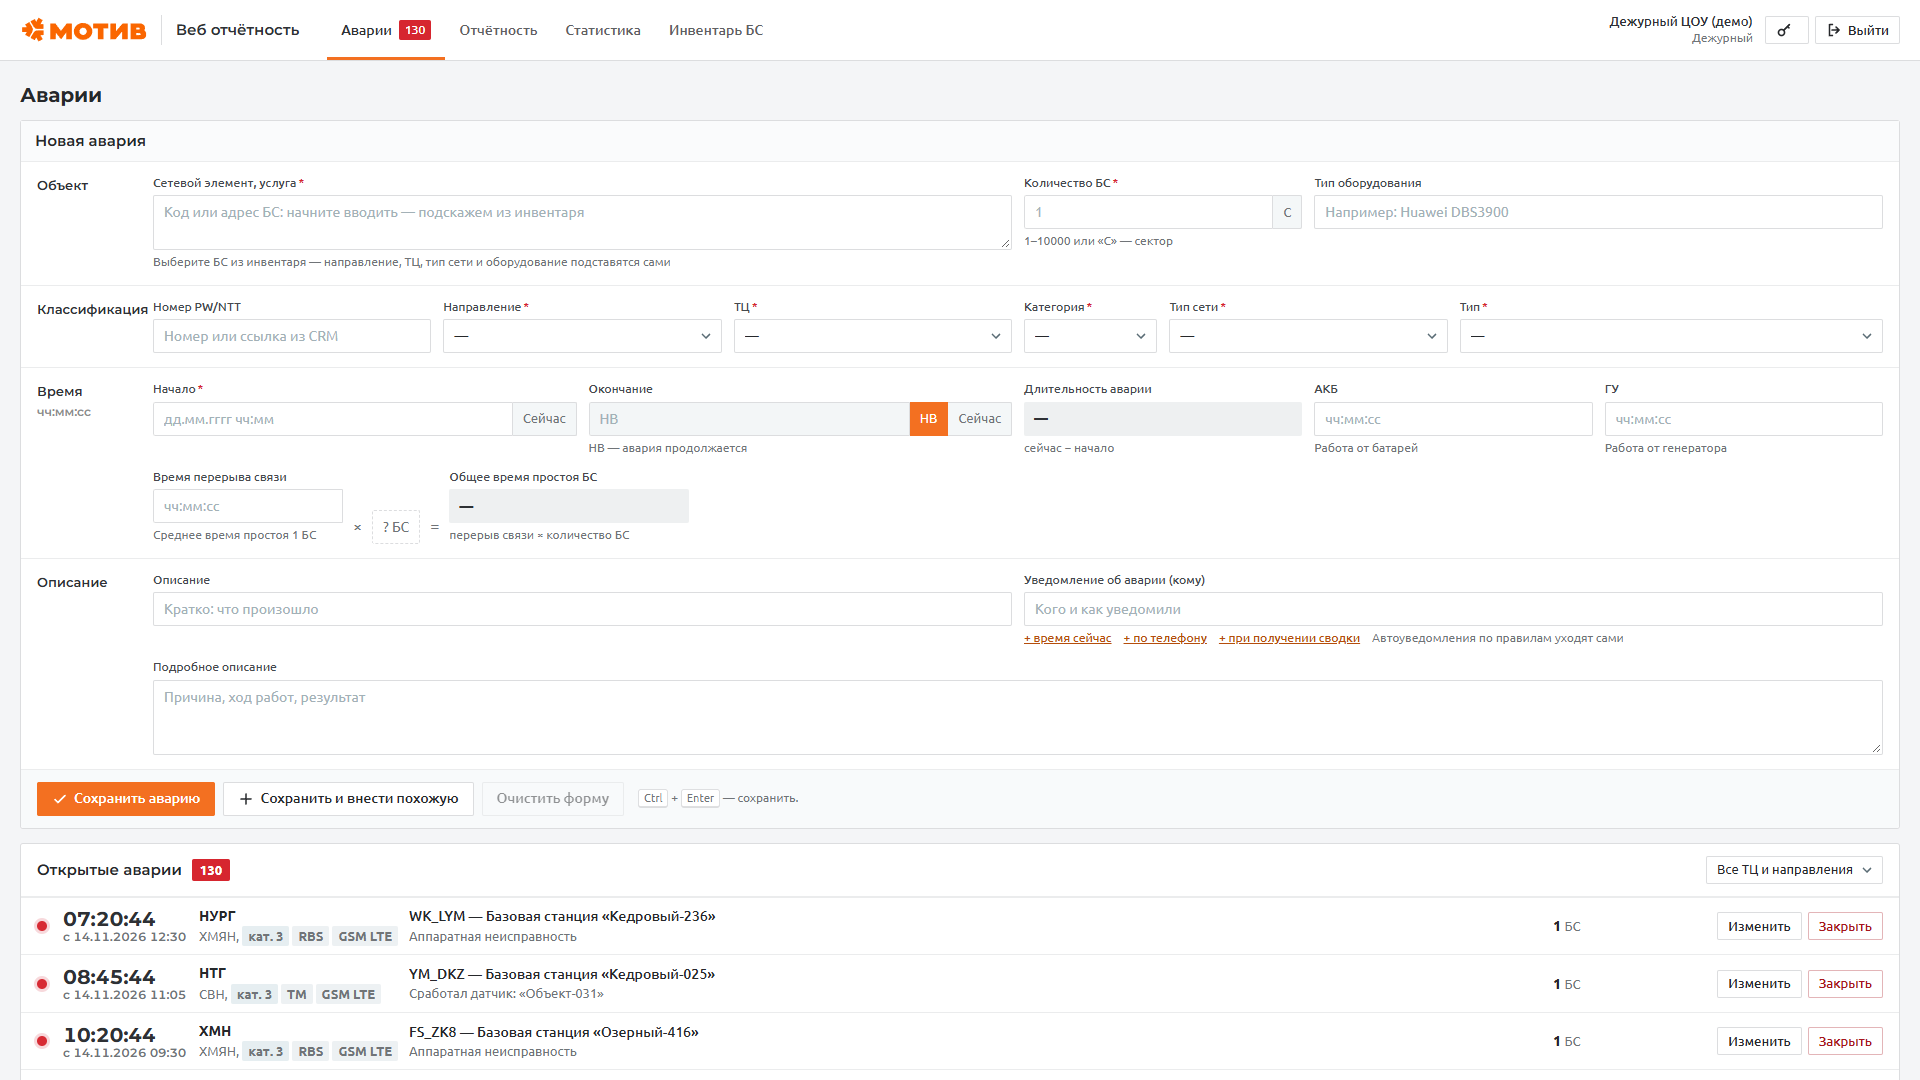 МОТИВ Веб отчётность Аварии 130 Отчётность Статистика Инвентарь БС Дежурный ЦОУ (демо) Дежурный Выйти
Аварии
Новая авария
Объект
Сетевой элемент, услуга *
Количество БС *
Тип оборудования
Код или адрес БС: начните вводить — подскажем из инвентаря
1 С
Например: Huawei DBS3900
1–10000 или «С» — сектор
Выберите БС из инвентаря — направление, ТЦ, тип сети и оборудование подставятся сами
Классификация
Номер PW/NTT
Направление *
ТЦ *
Категория *
Тип сети *
Тип *
Номер или ссылка из CRM
—
—
—
—
—
Время
чч:мм:сс
Начало *
Окончание
Длительность аварии
АКБ
ГУ
дд.мм.гггг чч:мм Сейчас
НВ НВ Сейчас
—
чч:мм:сс
чч:мм:сс
НВ — авария продолжается
сейчас − начало
Работа от батарей
Работа от генератора
Время перерыва связи
Общее время простоя БС
чч:мм:сс × ? БС = —
Среднее время простоя 1 БС
перерыв связи × количество БС
Описание
Описание
Уведомление об аварии (кому)
Кратко: что произошло
Кого и как уведомили
+ время сейчас + по телефону + при получении сводки Автоуведомления по правилам уходят сами
Подробное описание
Причина, ход работ, результат
Сохранить аварию Сохранить и внести похожую Очистить форму Ctrl + Enter — сохранить.
Открытые аварии 130 Все ТЦ и направления
07:20:44 НУРГ WK_LYM — Базовая станция «Кедровый-236» 1 БС Изменить Закрыть
с 14.11.2026 12:30 ХМЯН, кат. 3 RBS GSM LTE Аппаратная неисправность
08:45:44 НТГ YM_DKZ — Базовая станция «Кедровый-025» 1 БС Изменить Закрыть
с 14.11.2026 11:05 СВН, кат. 3 ТМ GSM LTE Сработал датчик: «Объект-031»
10:20:44 ХМН FS_ZK8 — Базовая станция «Озерный-416» 1 БС Изменить Закрыть
с 14.11.2026 09:30 ХМЯН, кат. 3 RBS GSM LTE Аппаратная неисправность